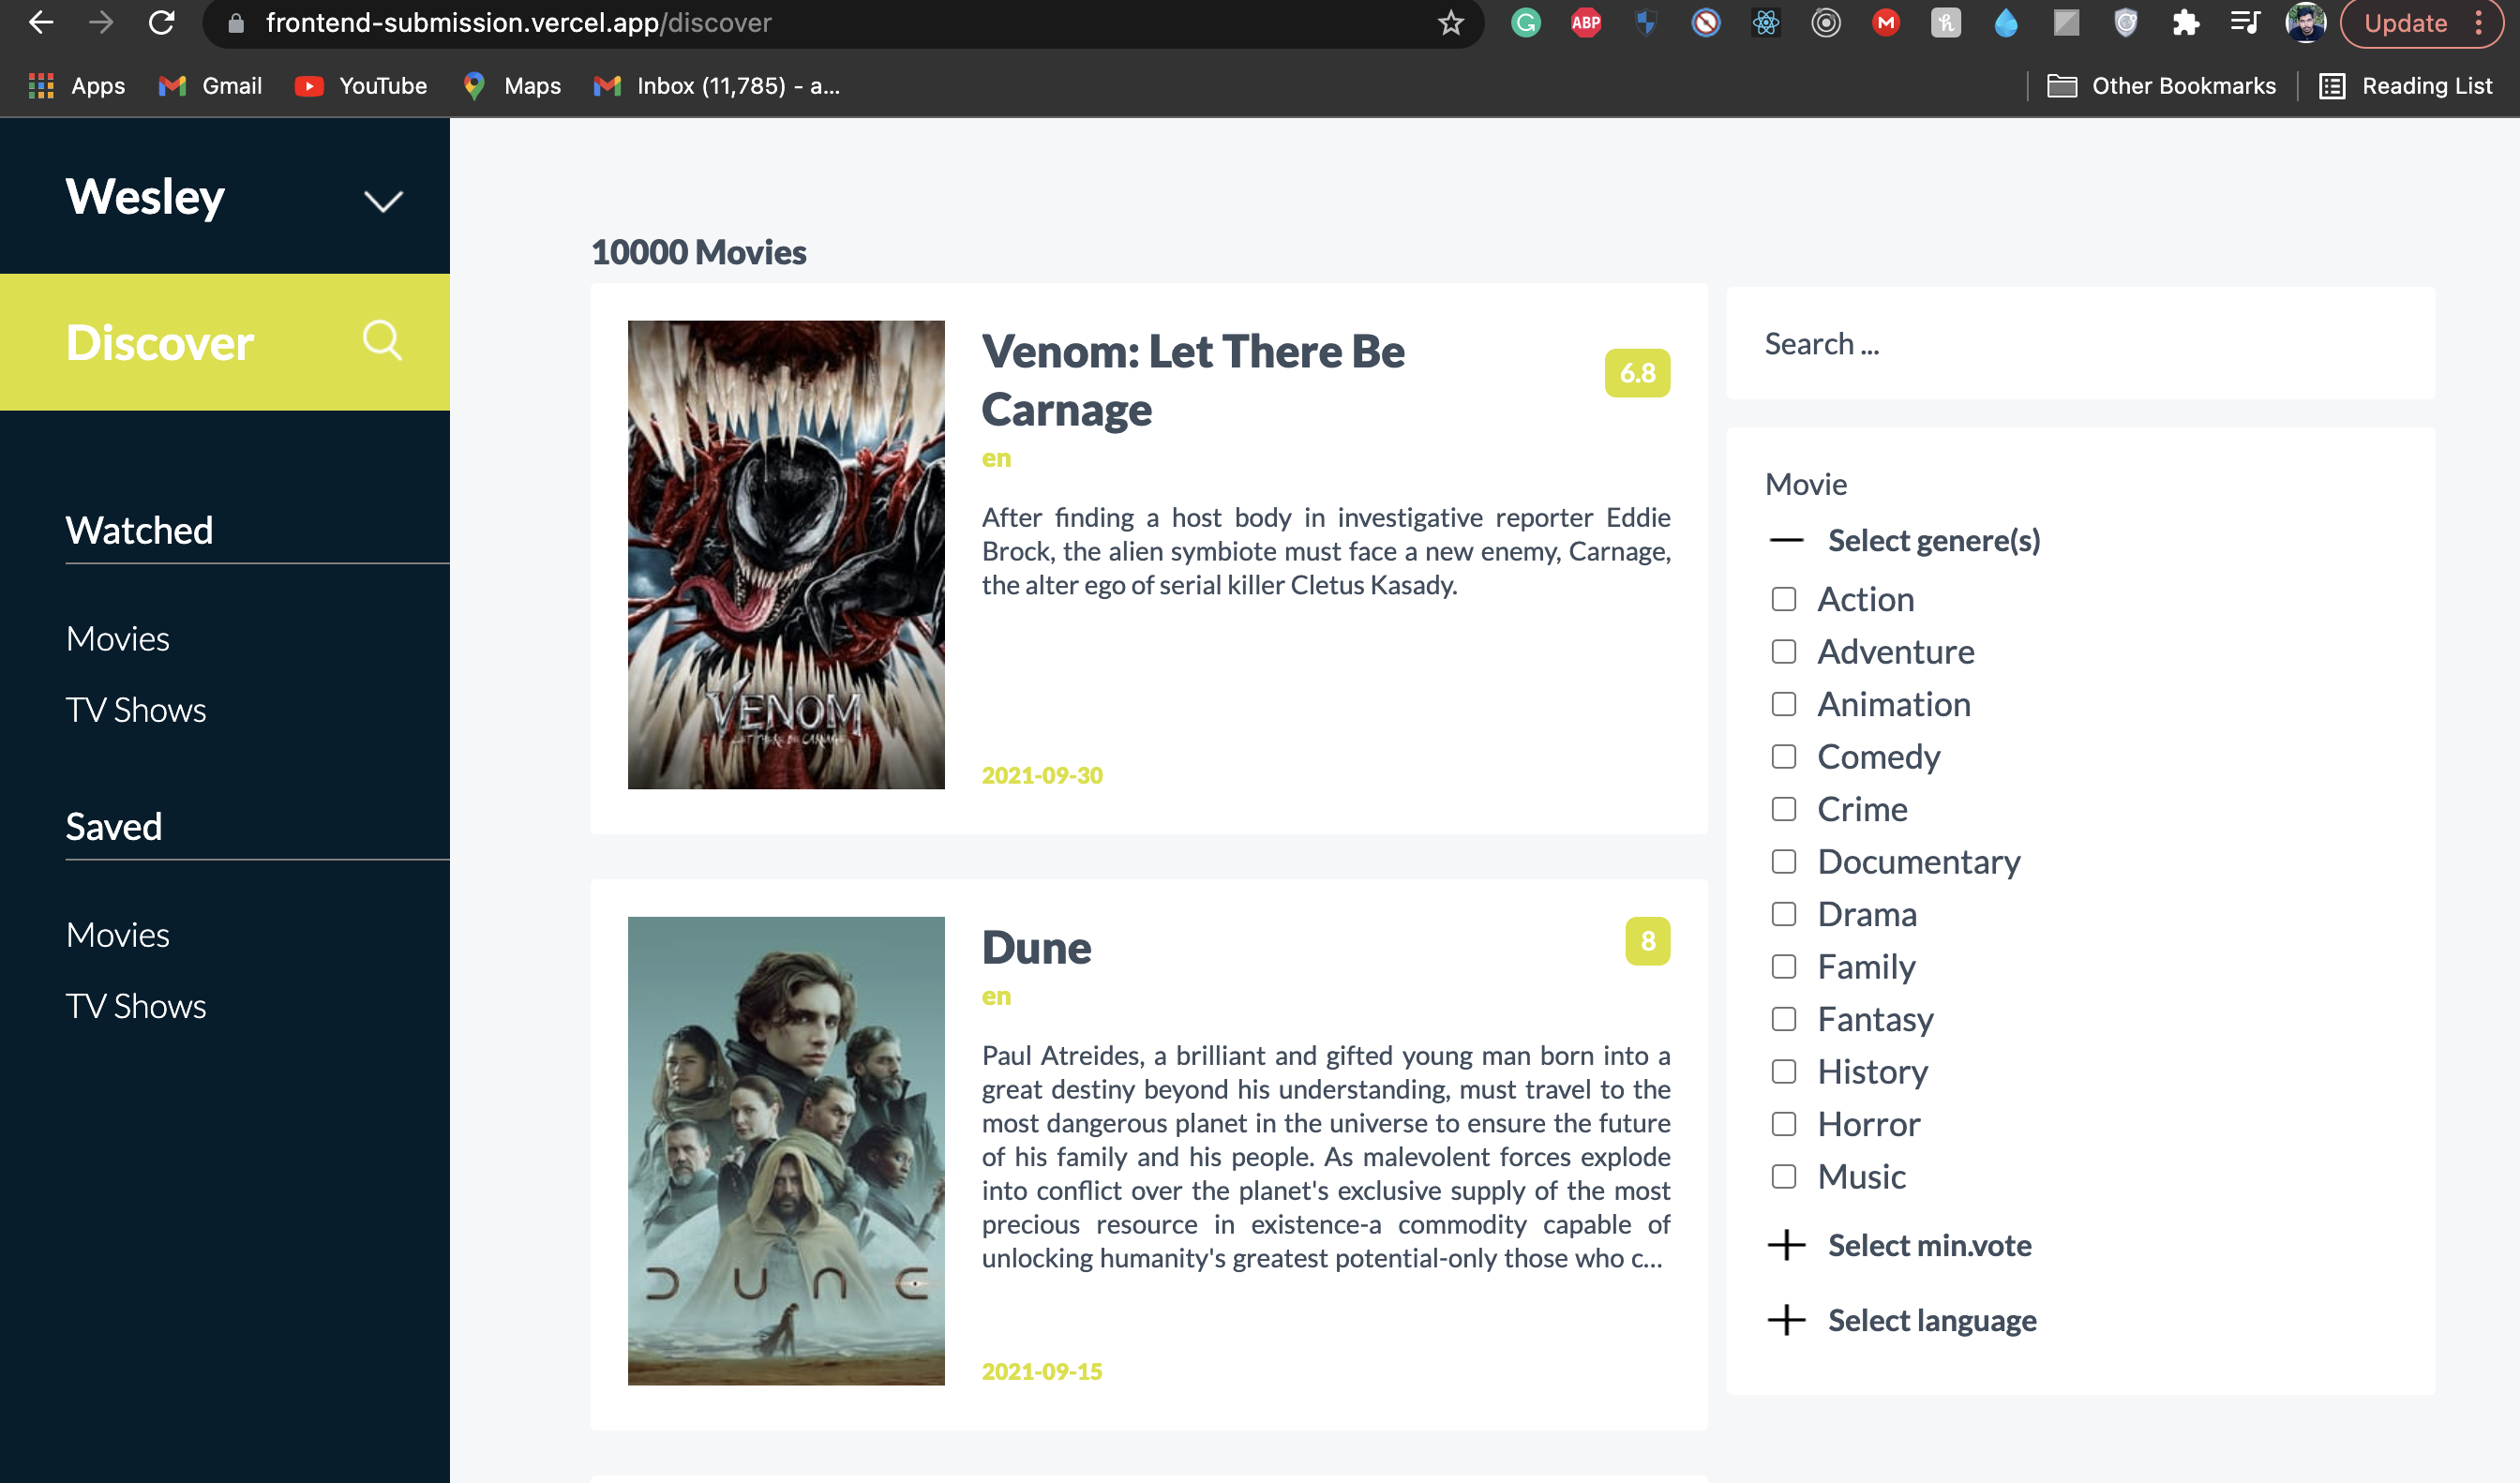 frontend-submission.vercel.app/discover
ABP
Update
Apps
Gmail
YouTube
Maps
Inbox (11,785) - a...
Other Bookmarks
Reading List
Wesley
Discover
Watched
Movies
TV Shows
Saved
Movies
TV Shows
10000 Movies
VENOM
LET THERE BE CARNAGE
Venom: Let There Be
Carnage
6.8
en
After finding a host body in investigative reporter Eddie
Brock, the alien symbiote must face a new enemy, Carnage,
the alter ego of serial killer Cletus Kasady.
2021-09-30
DUNE
Dune
8
en
Paul Atreides, a brilliant and gifted young man born into a
great destiny beyond his understanding, must travel to the
most dangerous planet in the universe to ensure the future
of his family and his people. As malevolent forces explode
into conflict over the planet's exclusive supply of the most
precious resource in existence-a commodity capable of
unlocking humanity's greatest potential-only those who c...
2021-09-15
Search ...
Movie
Select genere(s)
Action
Adventure
Animation
Comedy
Crime
Documentary
Drama
Family
Fantasy
History
Horror
Music
Select min.vote
Select language